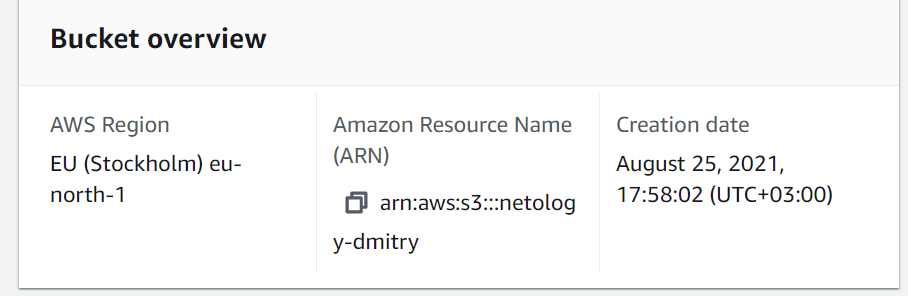 Bucket overview
AWS Region
EU (Stockholm) eu-
north-1
Amazon Resource Name
(ARN)
arn:aws:s3:::netolog
y-dmitry
Creation date
August 25, 2021,
17:58:02 (UTC+03:00)